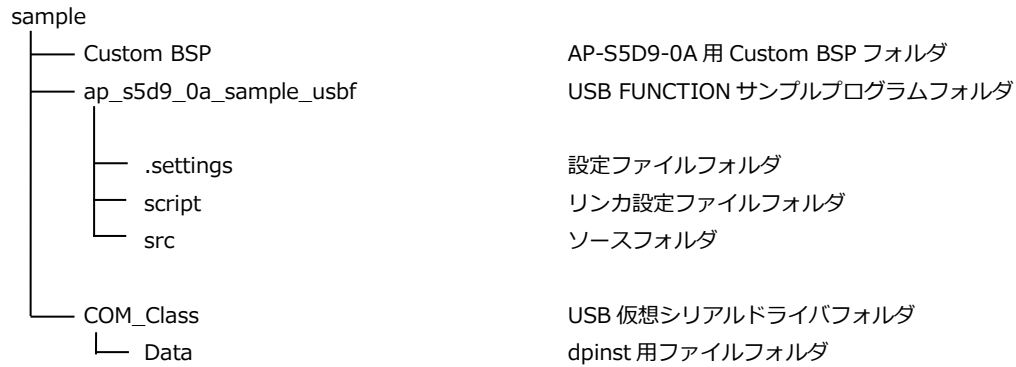 sample
Custom BSP AP-S5D9-0A 用 Custom BSP フォルダ
ap_s5d9_0a_sample_usbf USB FUNCTION サンプルプログラムフォルダ
.settings 設定ファイルフォルダ
script リンカ設定ファイルフォルダ
src ソースフォルダ
COM_Class USB 仮想シリアルドライバフォルダ
Data dpinst 用ファイルフォルダ